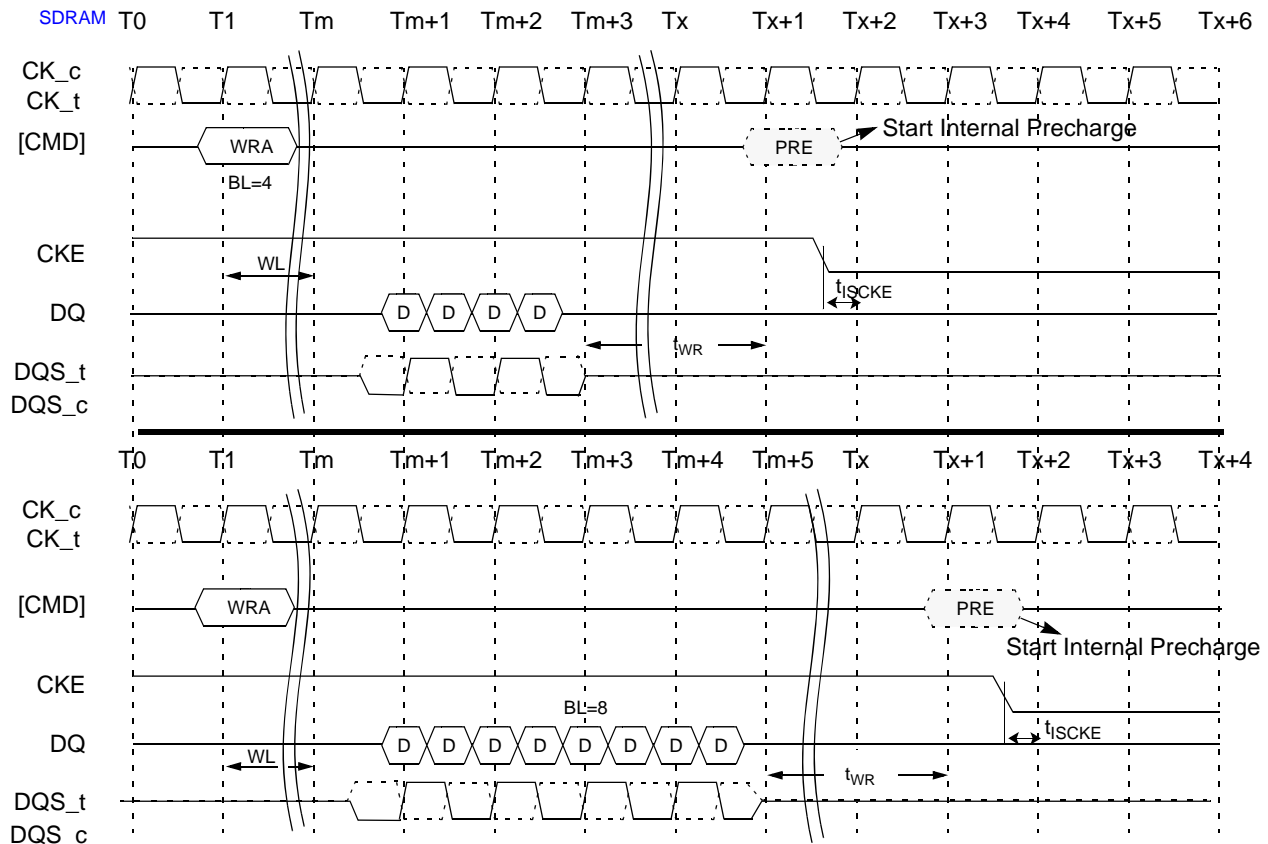 SDRAM T0 T1 Tm Tm+1 Tm+2 Tm+3 Tx Tx+1 Tx+2 Tx+3 Tx+4 Tx+5 Tx+6
CK_c
CK_t
[CMD] WRA PRE Start Internal Precharge
BL=4
CKE
WL
tISCKE
DQ D D D D
tWR
DQS_t
DQS_c
T0 T1 Tm Tm+1 Tm+2 Tm+3 Tm+4 Tm+5 Tx Tx+1 Tx+2 Tx+3 Tx+4
CK_c
CK_t
[CMD] WRA PRE
Start Internal Precharge
CKE
BL=8
tISCKE
DQ D D D D D D D D
WL
tWR
DQS_t
DQS_c